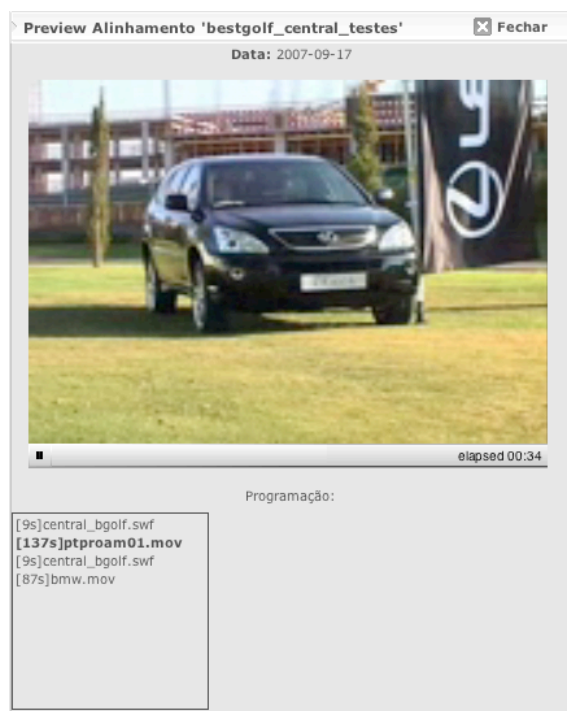 Preview Alinhamento 'bestgolf_central_testes'
Fechar
Data: 2007-09-17
elapsed 00:34
Programação:
[9s]central_bgolf.swf
[137s]ptproam01.mov
[9s]central_bgolf.swf
[87s]bmw.mov